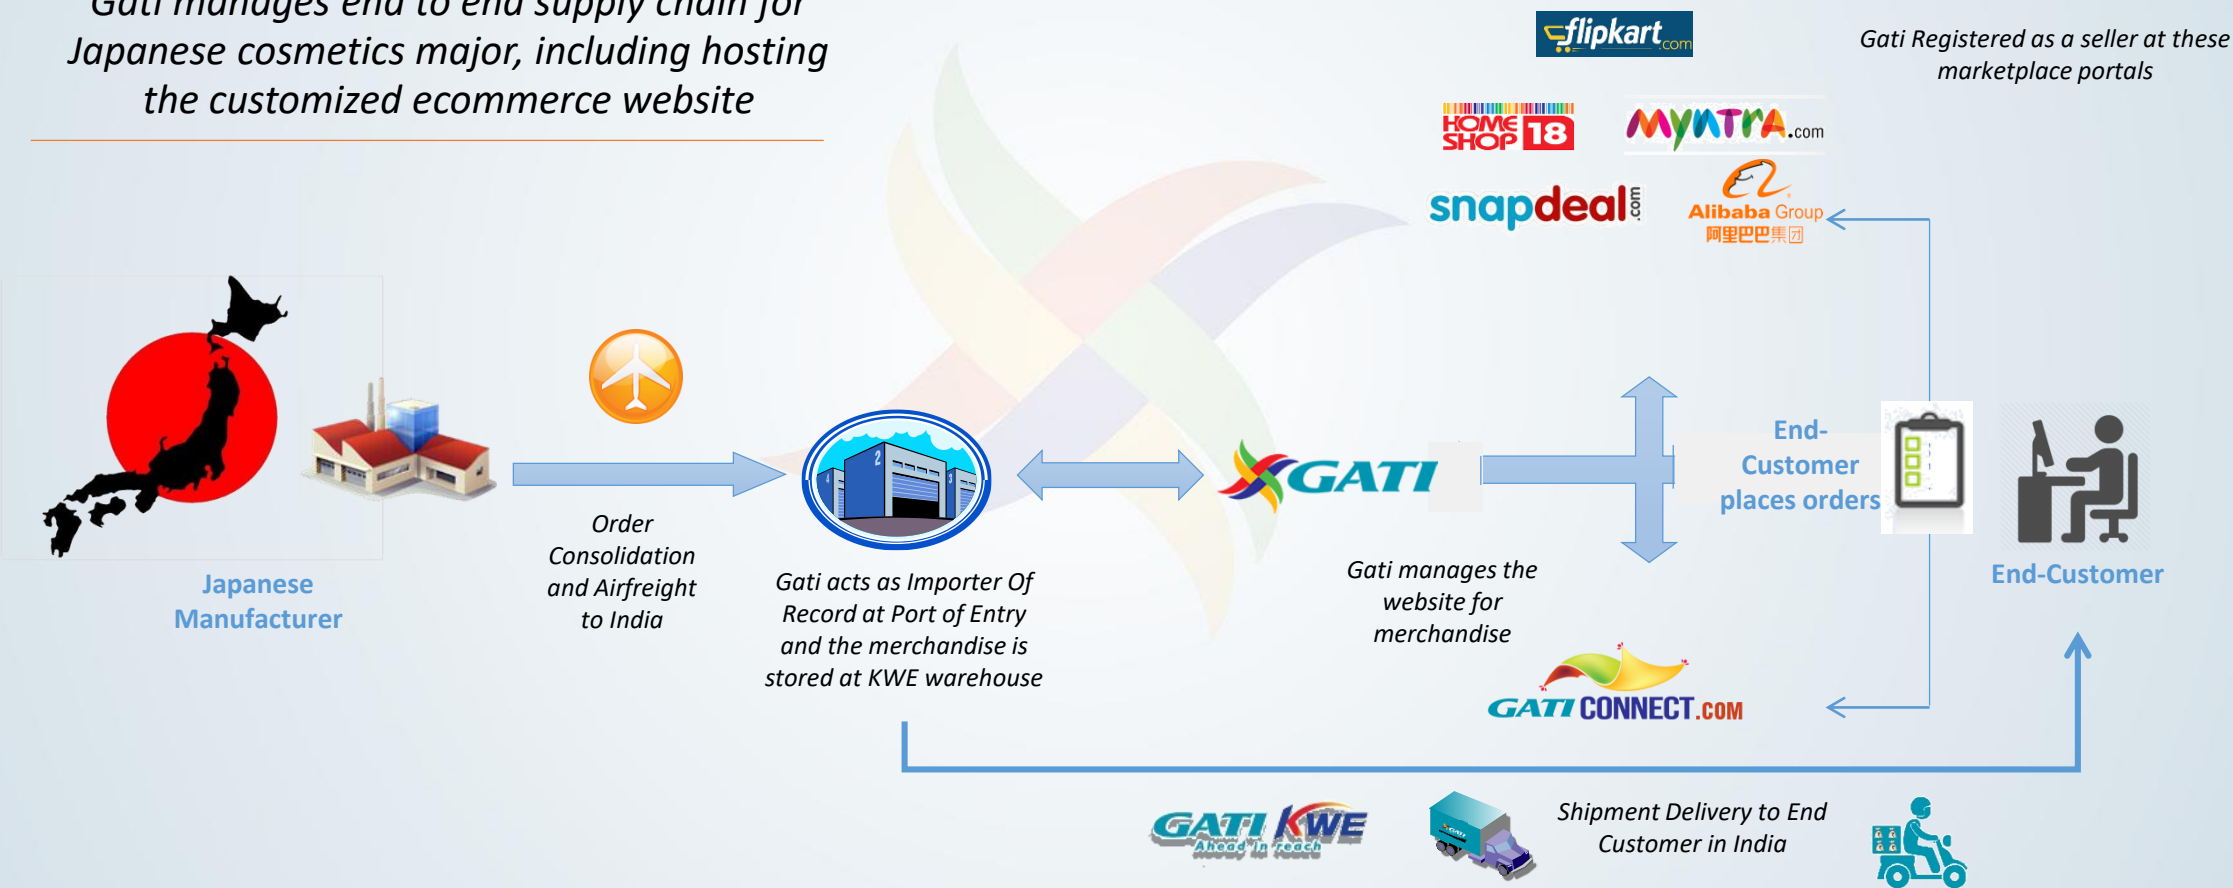 Gati manages end to end supply chain for
Japanese cosmetics major, including hosting
the customized ecommerce website
flipkart.com
Gati Registered as a seller at these
marketplace portals
HOME
SHOP 18
Myntra.com
snapdeal.com
Alibaba Group
阿里巴巴集团
Japanese
Manufacturer
Order
Consolidation
and Airfreight
to India
4 2 3
Gati acts as Importer Of
Record at Port of Entry
and the merchandise is
stored at KWE warehouse
GATI
Gati manages the
website for
merchandise
End-
Customer
places orders
End-Customer
GATI CONNECT.COM
GATI KWE
Ahead in reach
GATI
Shipment Delivery to End
Customer in India